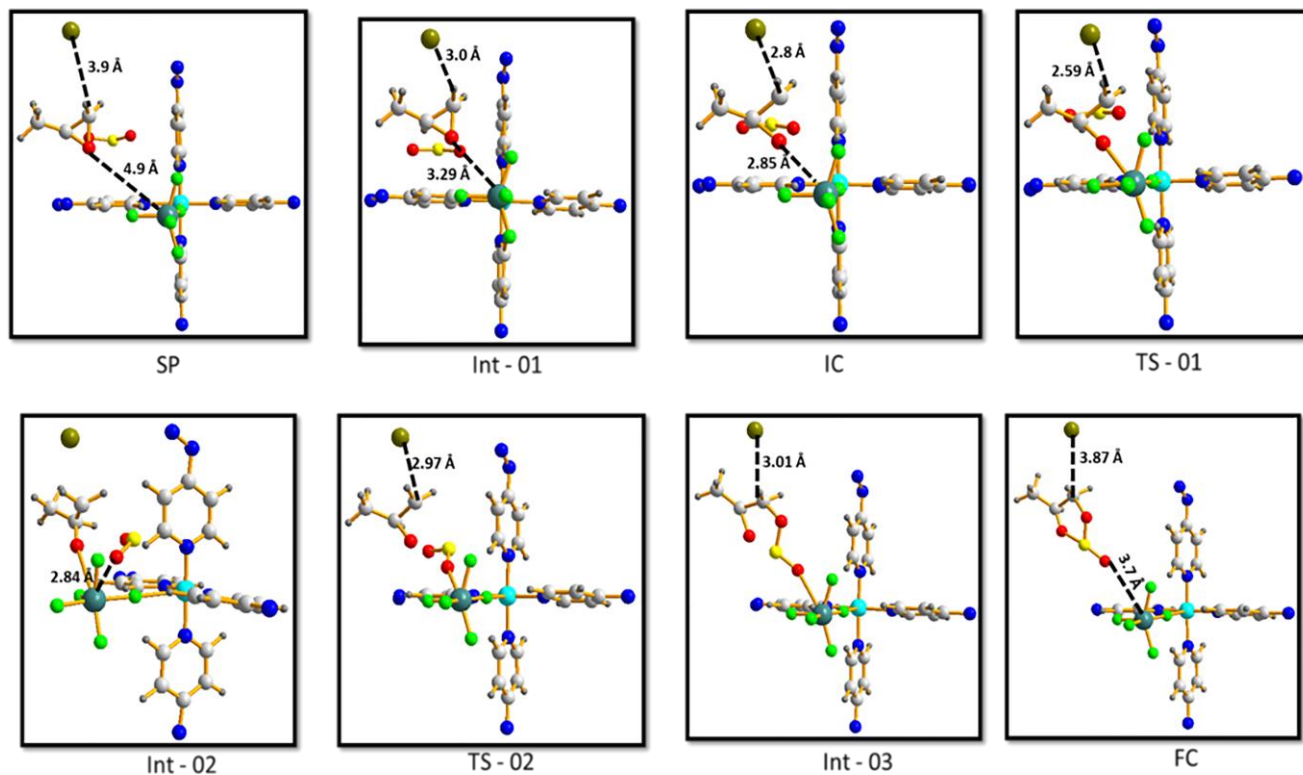 3.9 Å
4.9 Å
SP
3.0 Å
3.29 Å
Int - 01
2.8 Å
2.85 Å
IC
2.59 Å
TS - 01
2.84 Å
Int - 02
2.97 Å
TS - 02
3.01 Å
Int - 03
3.87 Å
3.7 Å
FC